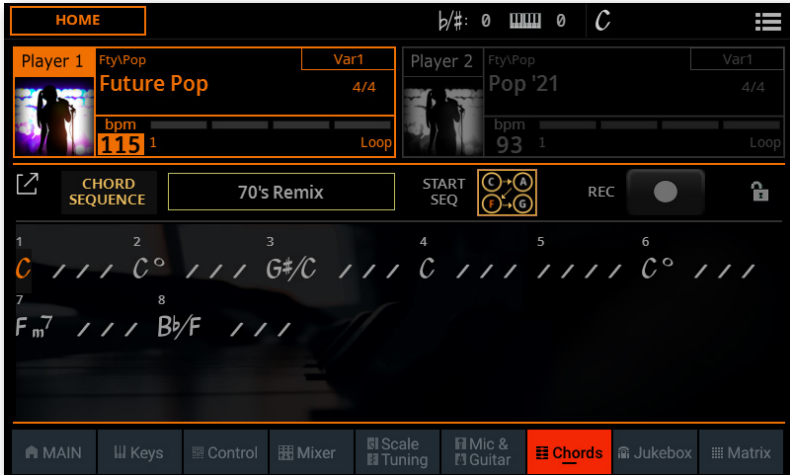 HOME b/#: 0 0 C
Player 1 Fty\Pop Var1
Future Pop 4/4
bpm
115 1 Loop
Player 2 Fty\Pop Var1
Pop '21 4/4
bpm
93 1 Loop
CHORD SEQUENCE 70's Remix START SEQ C A F G REC
1 2 3 4 5 6
C / / / C° / / / G♯/C / / / C / / / / / / / C° / / /
7 8
Fm7 / / / B♭/F / / /
MAIN Keys Control Mixer Scale Tuning Mic & Guitar Chords Jukebox Matrix